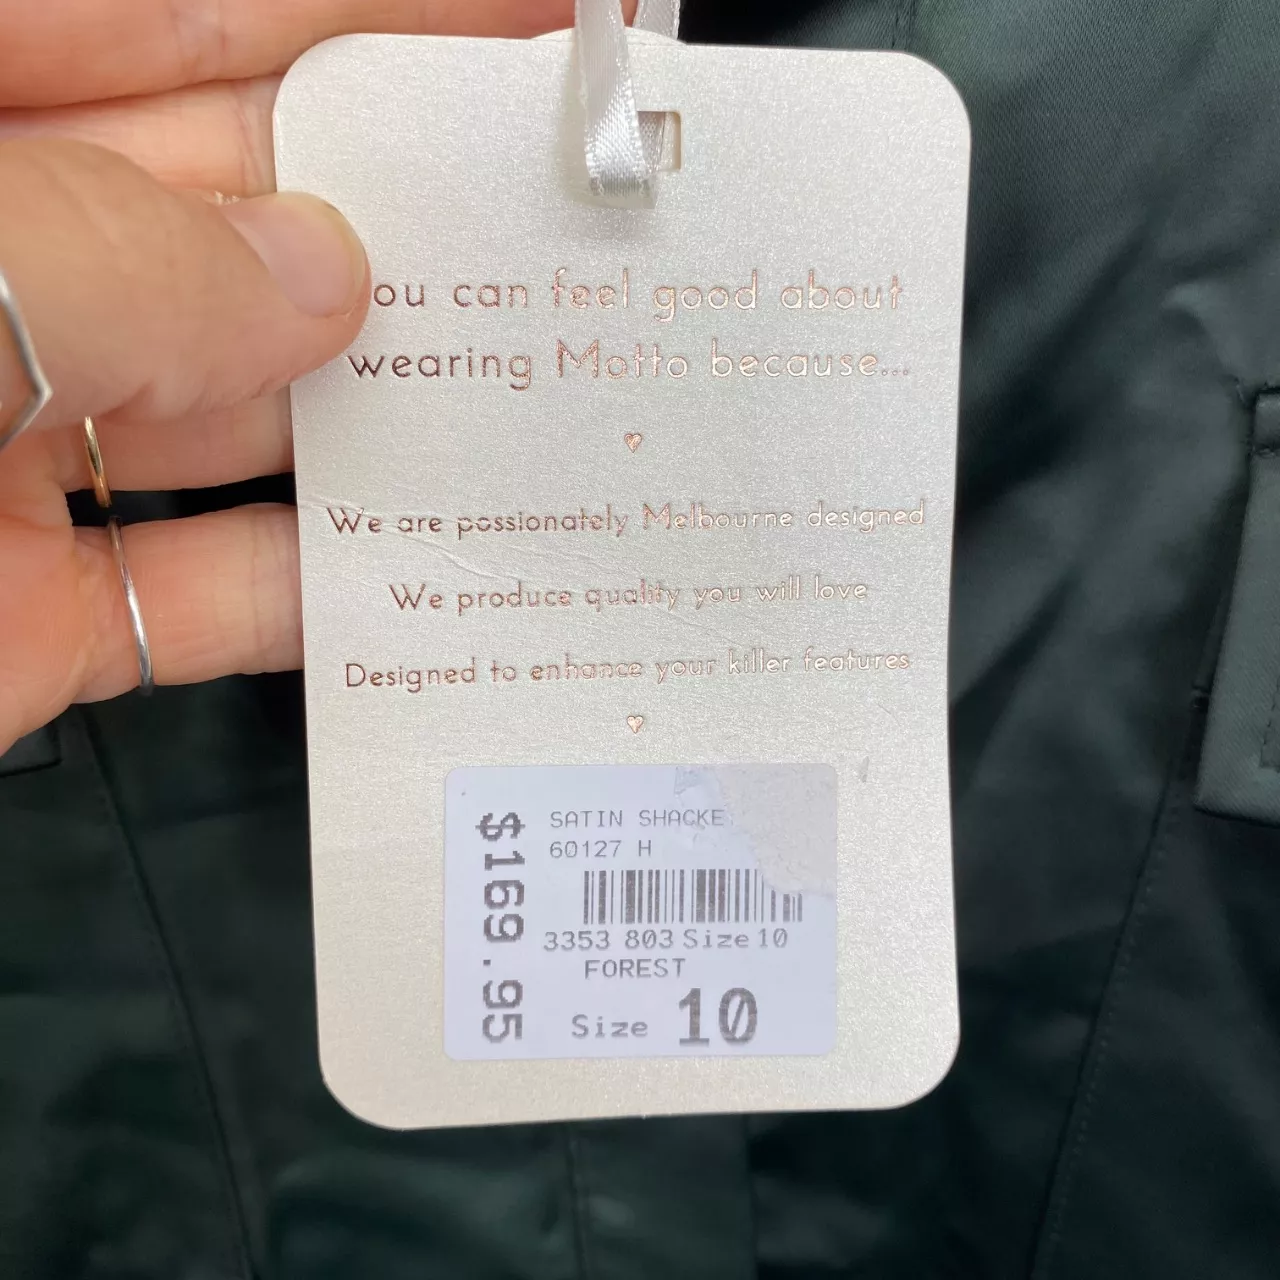 ou can feel good about
wearing Motto because...
We are passionately Melbourne designed
We produce quality you will love
Designed to enhance your killer features
$169.95
SATIN SHACKE
60127 H
3353 803 Size 10
FOREST
Size 10